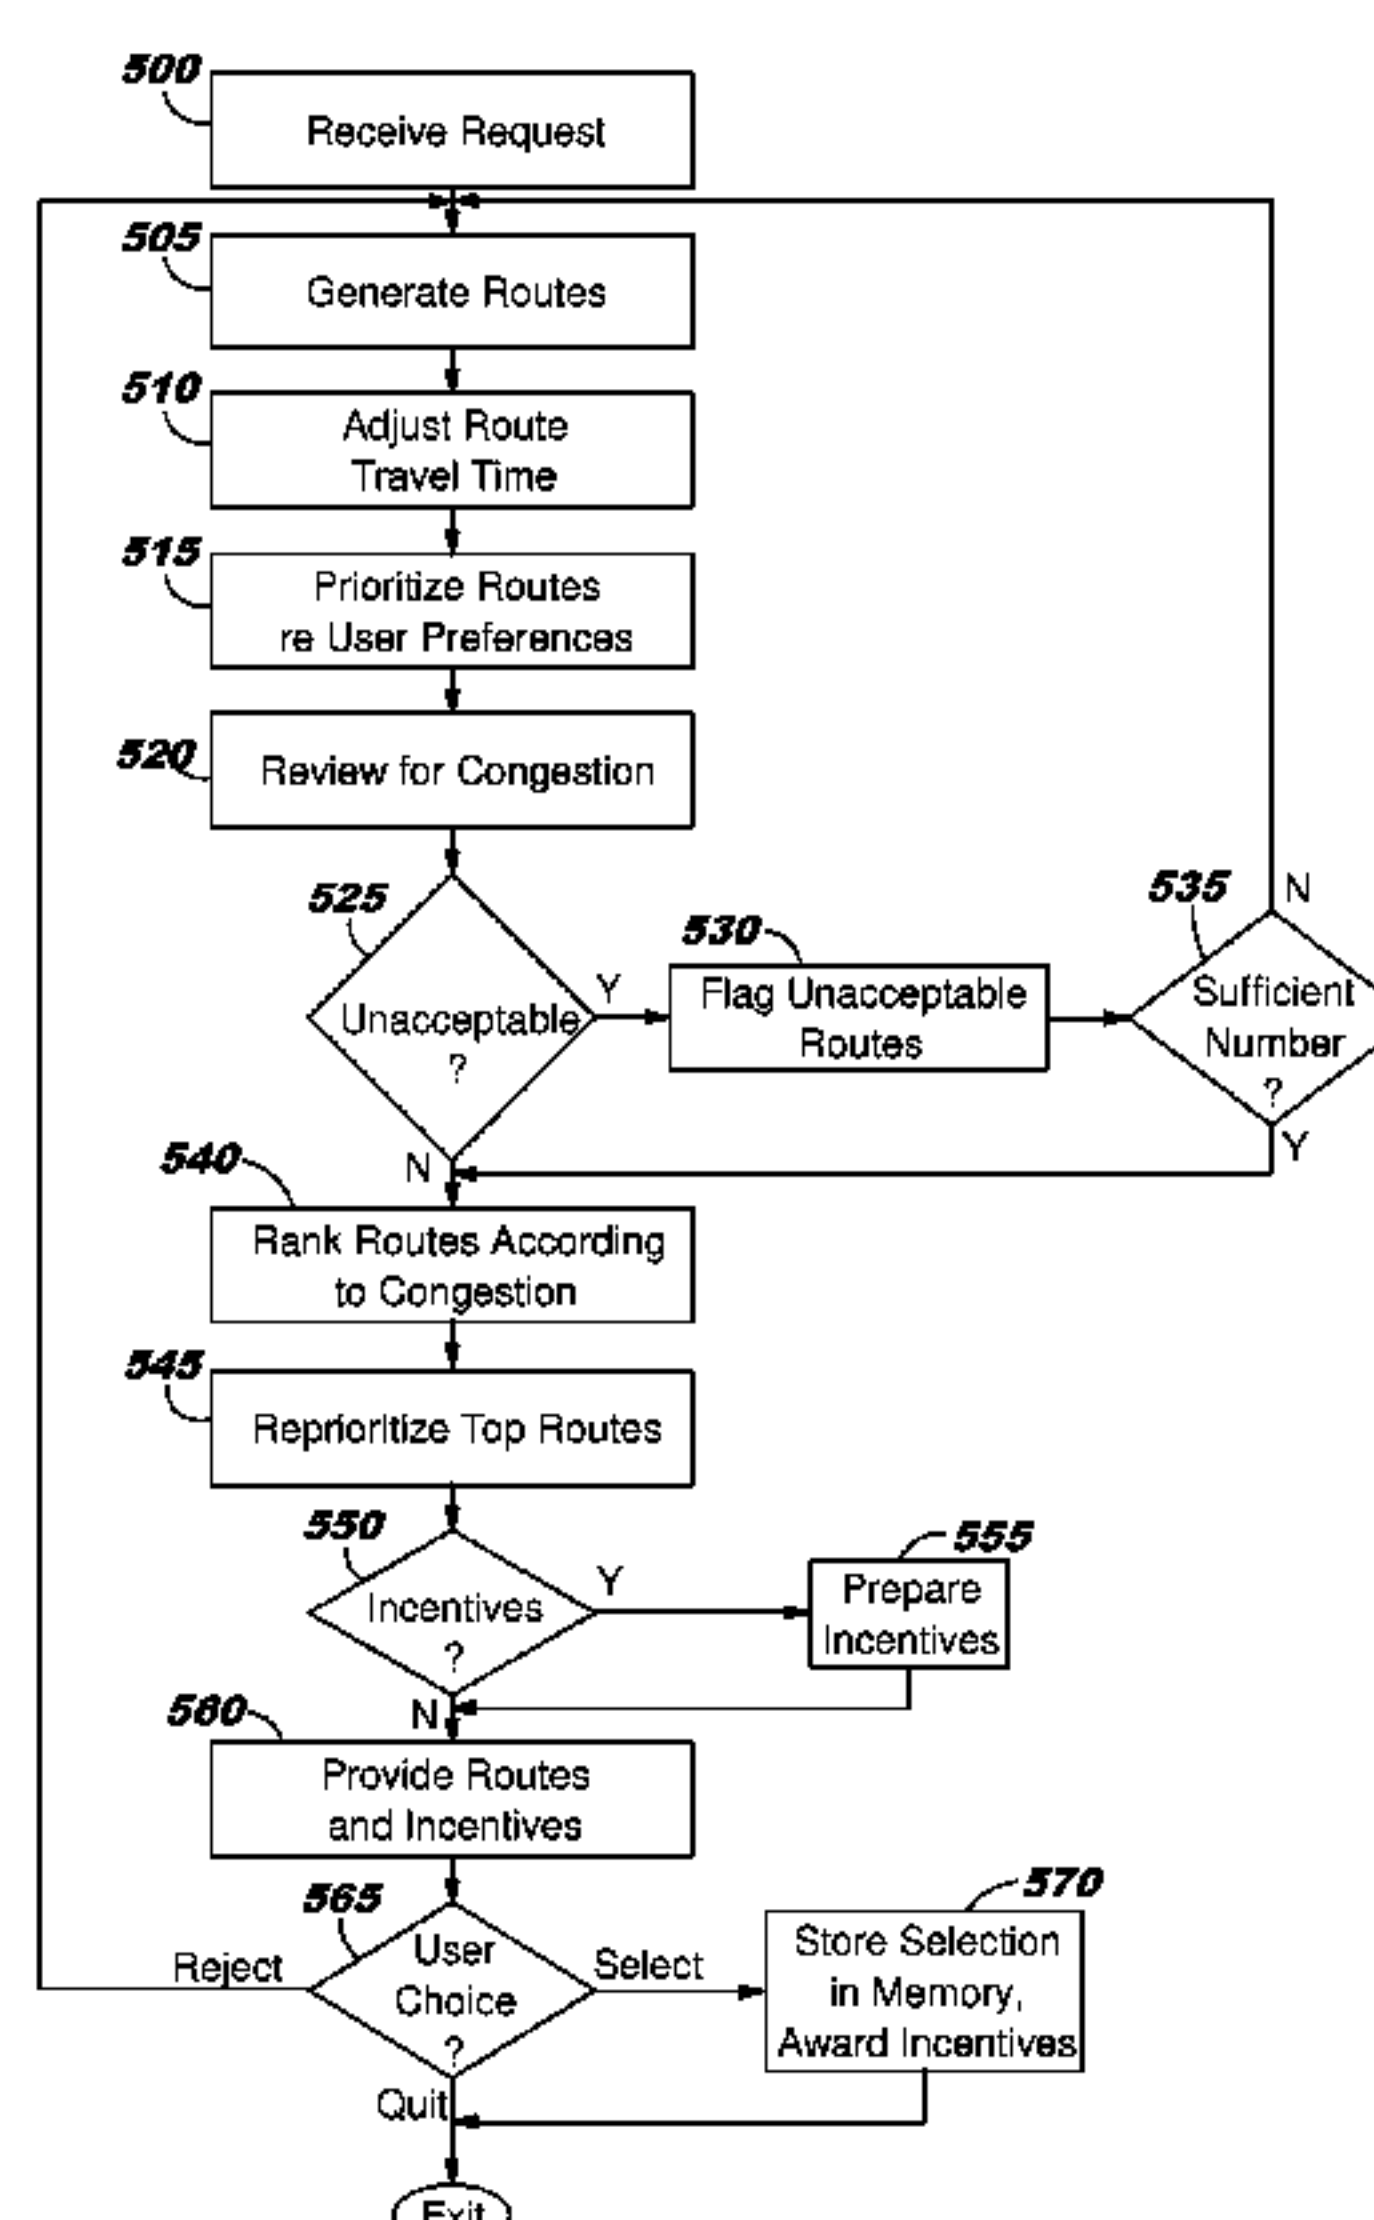 500
Receive Request
505
Generate Routes
510
Adjust Route
Travel Time
515
Prioritize Routes
re User Preferences
520
Review for Congestion
525
Unacceptable
?
Y
530
Flag Unacceptable
Routes
535
N
Sufficient
Number
?
Y
N
540
Rank Routes According
to Congestion
545
Reprioritize Top Routes
550
Incentives
?
Y
555
Prepare
Incentives
N
560
Provide Routes
and Incentives
565
User
Choice
?
Reject
Select
570
Store Selection
in Memory,
Award Incentives
Quit
Exit